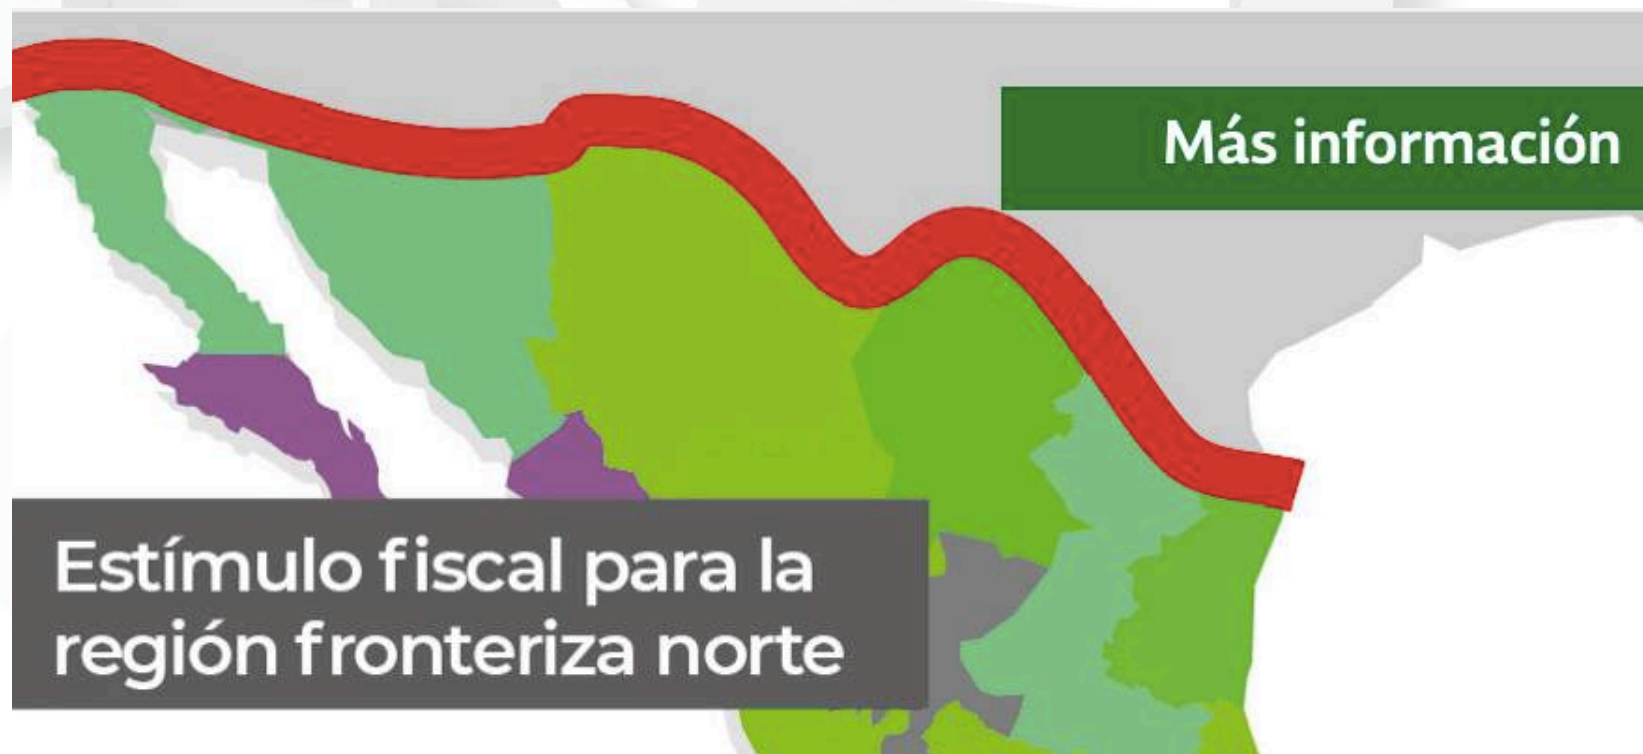 Más información
Estímulo fiscal para la
región fronteriza norte